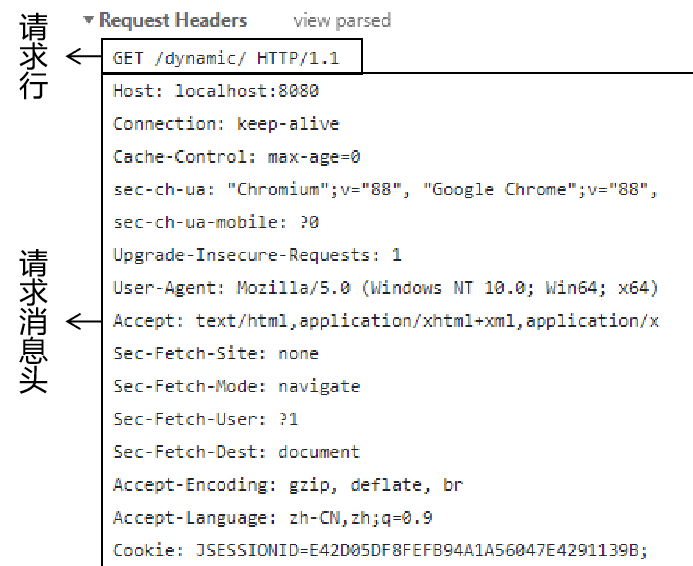 ▼Request Headers view parsed
请求行
GET /dynamic/ HTTP/1.1
Host: localhost:8080
Connection: keep-alive
Cache-Control: max-age=0
sec-ch-ua: "Chromium";v="88", "Google Chrome";v="88",
sec-ch-ua-mobile: ?0
Upgrade-Insecure-Requests: 1
User-Agent: Mozilla/5.0 (Windows NT 10.0; Win64; x64)
请求消息头
Accept: text/html,application/xhtml+xml,application/x
Sec-Fetch-Site: none
Sec-Fetch-Mode: navigate
Sec-Fetch-User: ?1
Sec-Fetch-Dest: document
Accept-Encoding: gzip, deflate, br
Accept-Language: zh-CN,zh;q=0.9
Cookie: JSESSIONID=E42D05DF8FEFB94A1A56047E4291139B;